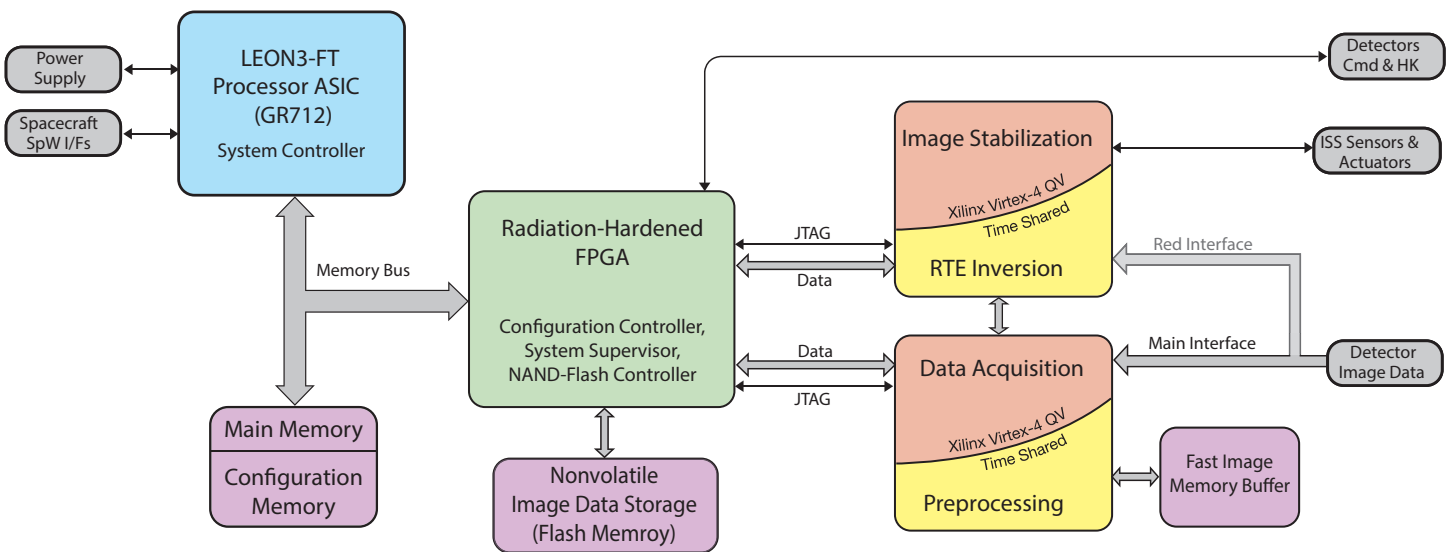 Power
Supply
Spacecraft
SpW I/Fs
LEON3-FT
Processor ASIC
(GR712)
System Controller
Memory Bus
Main Memory
Configuration
Memory
Radiation-Hardened
FPGA
Configuration Controller,
System Supervisor,
NAND-Flash Controller
Nonvolatile
Image Data Storage
(Flash Memroy)
JTAG
Data
Data
JTAG
Image Stabilization
Xilinx Virtex-4 QV
Time Shared
RTE Inversion
Data Acquisition
Xilinx Virtex-4 QV
Time Shared
Preprocessing
Detectors
Cmd & HK
ISS Sensors &
Actuators
Red Interface
Main Interface
Detector
Image Data
Fast Image
Memory Buffer